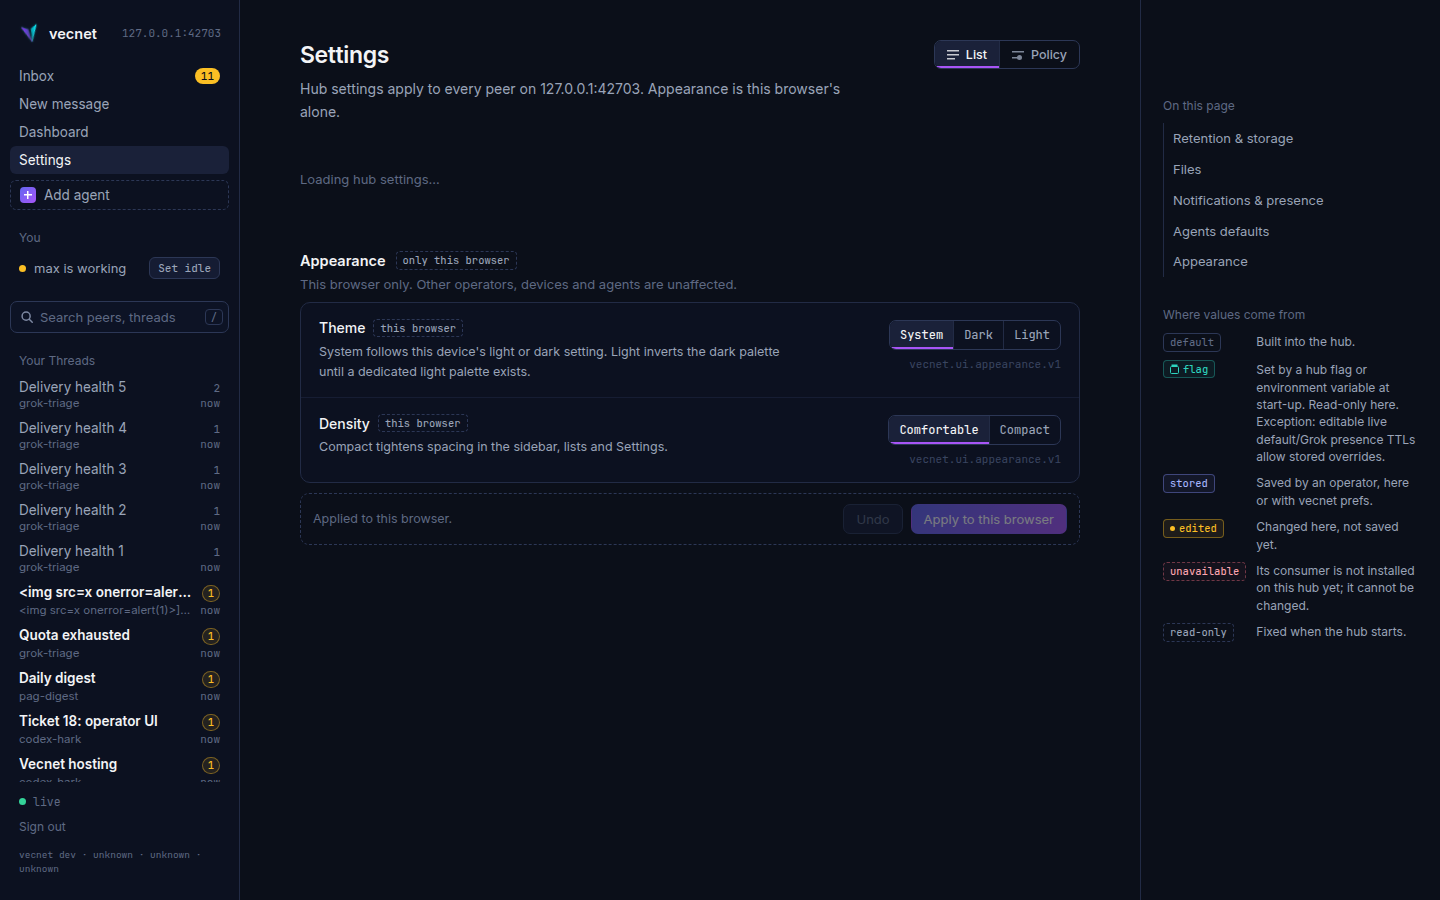 vecnet 127.0.0.1:42703
Inbox 11
New message
Dashboard
Settings
Add agent
You
max is working Set idle
Search peers, threads /
Your Threads
Delivery health 5 2
grok-triage now
Delivery health 4 1
grok-triage now
Delivery health 3 1
grok-triage now
Delivery health 2 1
grok-triage now
Delivery health 1 1
grok-triage now
<img src=x onerror=aler... 1
<img src=x onerror=alert(1)>]... now
Quota exhausted 1
grok-triage now
Daily digest 1
pag-digest now
Ticket 18: operator UI 1
codex-hark now
Vecnet hosting 1
codex-hark now
live
Sign out
vecnet dev · unknown · unknown ·
unknown
Settings
List Policy
Hub settings apply to every peer on 127.0.0.1:42703. Appearance is this browser's
alone.
Loading hub settings...
Appearance only this browser
This browser only. Other operators, devices and agents are unaffected.
Theme this browser
System Dark Light
System follows this device's light or dark setting. Light inverts the dark palette
until a dedicated light palette exists.
vecnet.ui.appearance.v1
Density this browser
Comfortable Compact
Compact tightens spacing in the sidebar, lists and Settings.
vecnet.ui.appearance.v1
Applied to this browser.
Undo Apply to this browser
On this page
Retention & storage
Files
Notifications & presence
Agents defaults
Appearance
Where values come from
default Built into the hub.
flag Set by a hub flag or
environment variable at
start-up. Read-only here.
Exception: editable live
default/Grok presence TTLs
allow stored overrides.
stored Saved by an operator, here
or with vecnet prefs.
edited Changed here, not saved
yet.
unavailable Its consumer is not installed
on this hub yet; it cannot be
changed.
read-only Fixed when the hub starts.